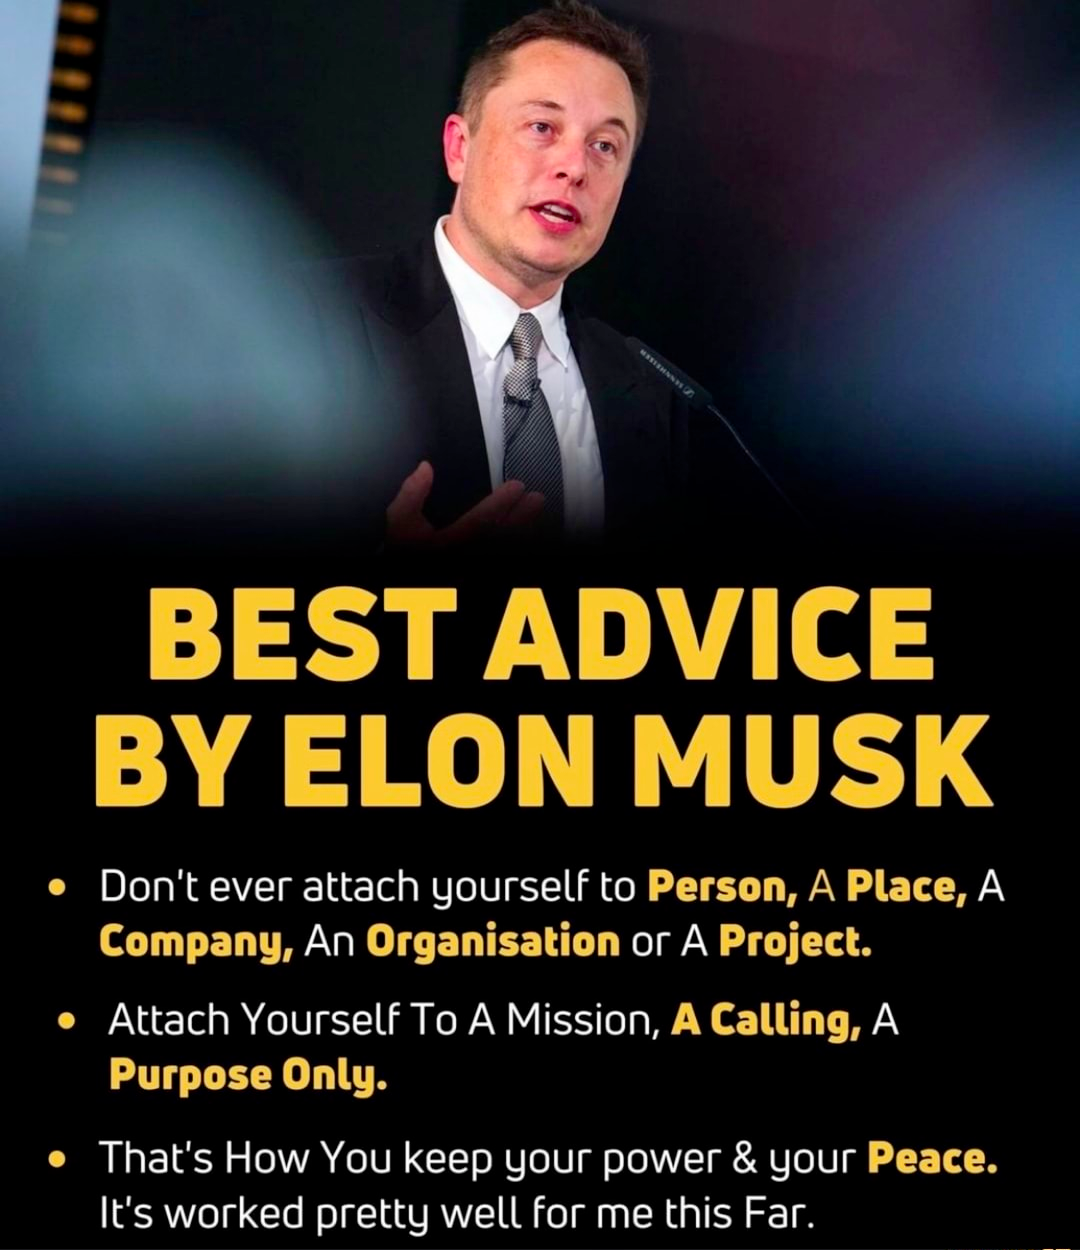 SENNHEISER
BEST ADVICE
BY ELON MUSK
• Don't ever attach yourself to Person, A Place, A
Company, An Organisation or A Project.
• Attach Yourself To A Mission, A Calling, A
Purpose Only.
• That's How You keep your power & your Peace.
It's worked pretty well for me this Far.